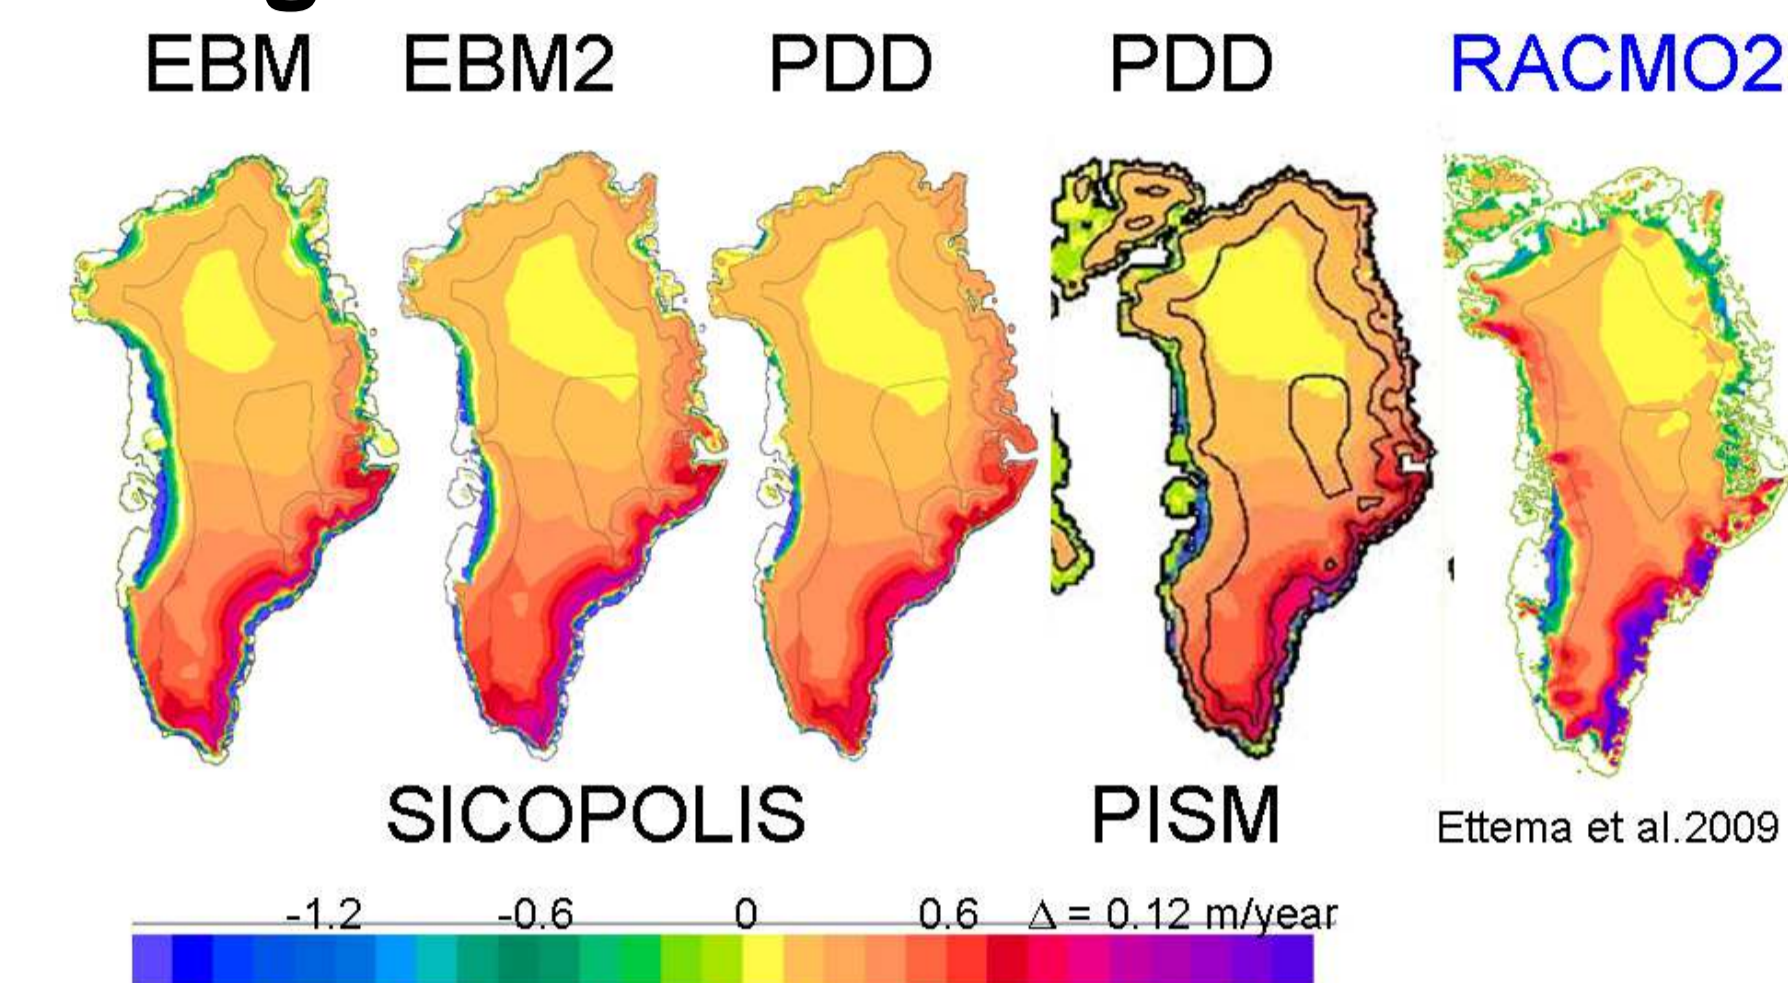 EBM EBM2 PDD PDD RACMO2
SICOPOLIS PISM Ettema et al.2009
-1.2 -0.6 0 0.6 Δ = 0.12 m/year